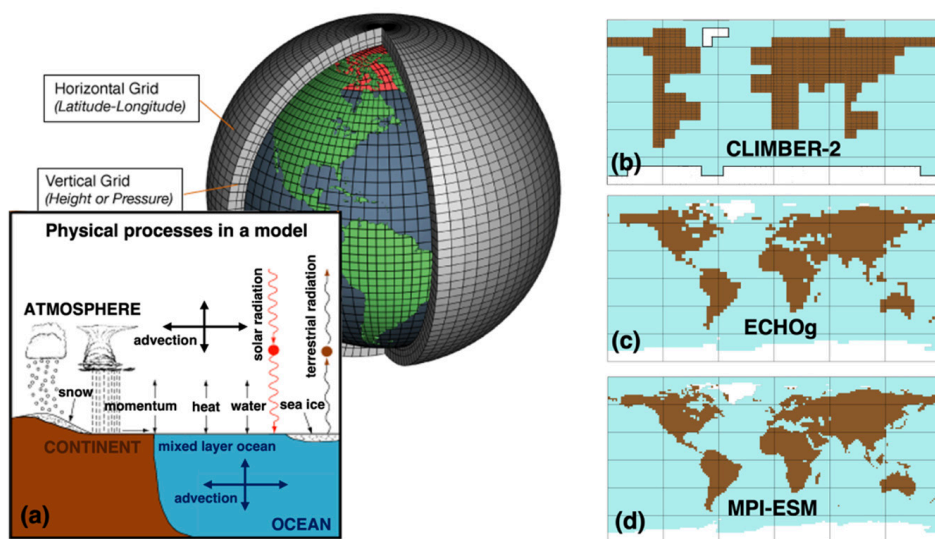 Horizontal Grid
(Latitude-Longitude)
Vertical Grid
(Height or Pressure)
Physical processes in a model
ATMOSPHERE
advection
solar radiation
terrestrial radiation
snow
momentum
heat
water
sea ice
CONTINENT
mixed layer ocean
advection
OCEAN
(a)
(b)
CLIMBER-2
(c)
ECHOg
(d)
MPI-ESM